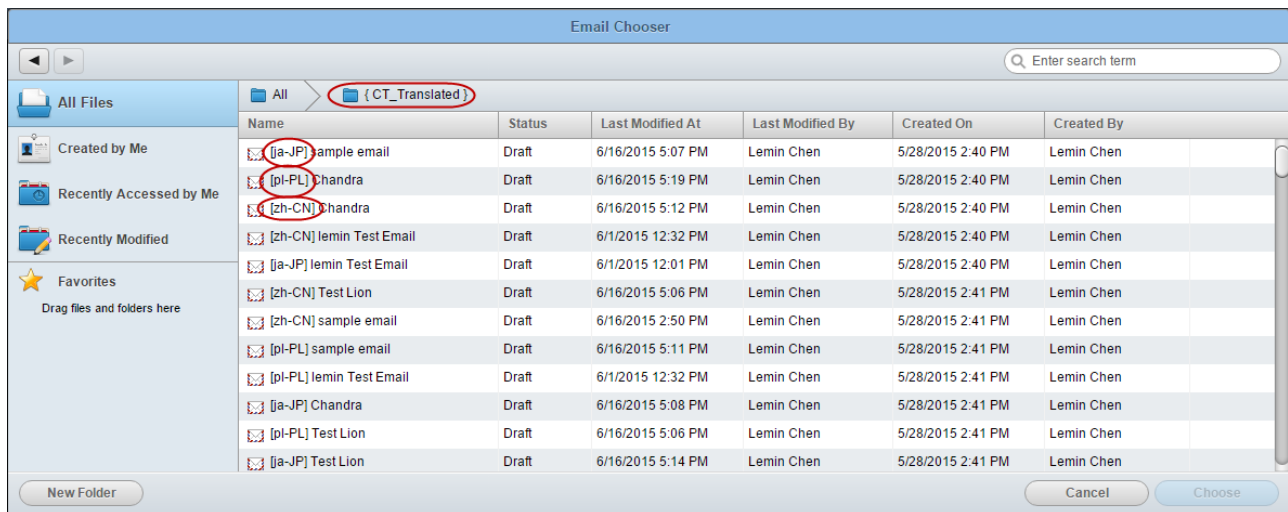 Email Chooser
Enter search term
All Files
Created by Me
Recently Accessed by Me
Recently Modified
Favorites
Drag files and folders here
All { CT_Translated }
Name Status Last Modified At Last Modified By Created On Created By
[ja-JP] sample email Draft 6/16/2015 5:07 PM Lemin Chen 5/28/2015 2:40 PM Lemin Chen
[pl-PL] Chandra Draft 6/16/2015 5:19 PM Lemin Chen 5/28/2015 2:40 PM Lemin Chen
[zh-CN] Chandra Draft 6/16/2015 5:12 PM Lemin Chen 5/28/2015 2:40 PM Lemin Chen
[zh-CN] lemin Test Email Draft 6/1/2015 12:32 PM Lemin Chen 5/28/2015 2:40 PM Lemin Chen
[ja-JP] lemin Test Email Draft 6/1/2015 12:01 PM Lemin Chen 5/28/2015 2:40 PM Lemin Chen
[zh-CN] Test Lion Draft 6/16/2015 5:06 PM Lemin Chen 5/28/2015 2:41 PM Lemin Chen
[zh-CN] sample email Draft 6/16/2015 2:50 PM Lemin Chen 5/28/2015 2:41 PM Lemin Chen
[pl-PL] sample email Draft 6/16/2015 5:11 PM Lemin Chen 5/28/2015 2:41 PM Lemin Chen
[pl-PL] lemin Test Email Draft 6/1/2015 12:32 PM Lemin Chen 5/28/2015 2:41 PM Lemin Chen
[ja-JP] Chandra Draft 6/16/2015 5:08 PM Lemin Chen 5/28/2015 2:41 PM Lemin Chen
[pl-PL] Test Lion Draft 6/16/2015 5:06 PM Lemin Chen 5/28/2015 2:41 PM Lemin Chen
[ja-JP] Test Lion Draft 6/16/2015 5:14 PM Lemin Chen 5/28/2015 2:41 PM Lemin Chen
New Folder Cancel Choose